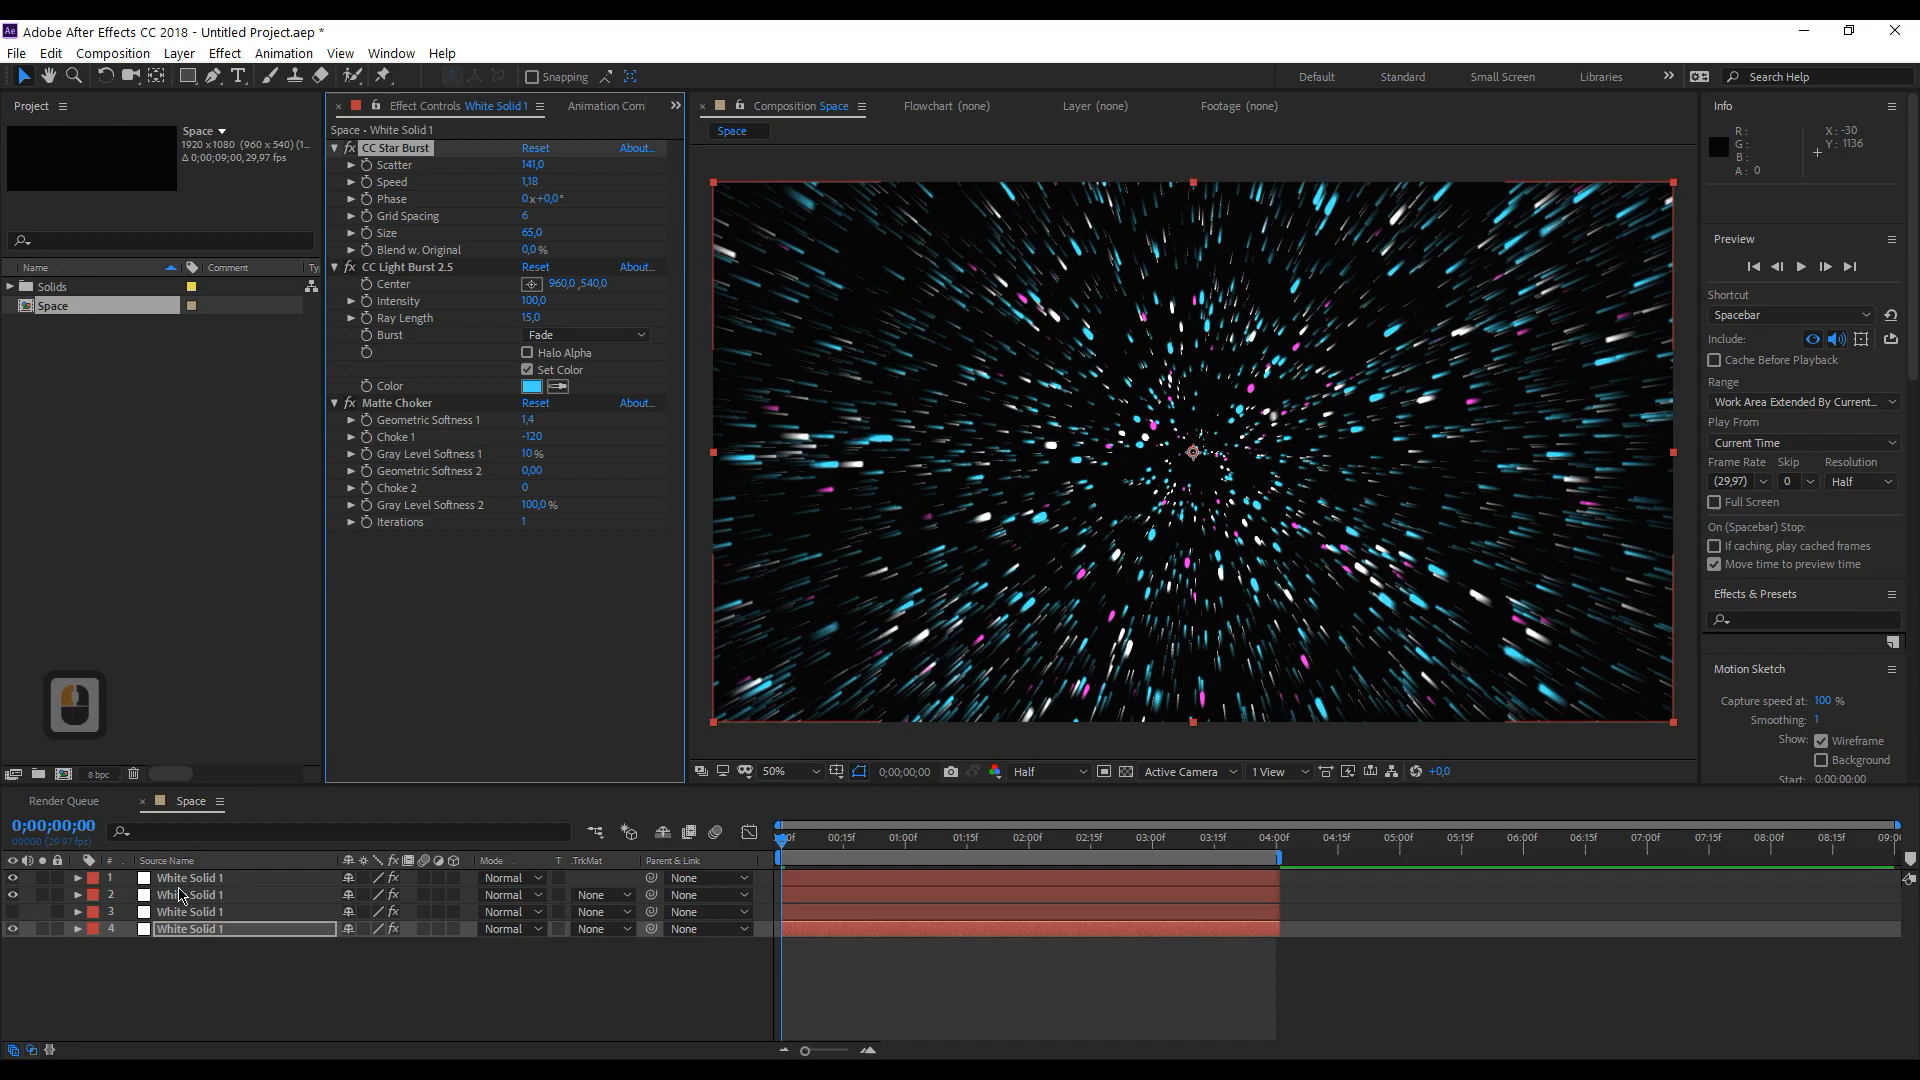 Ae Adobe After Effects CC 2018 - Untitled Project.aep *
File Edit Composition Layer Effect Animation View Window Help
Snapping Default Standard Small Screen Libraries Search Help
Project
Space
1920 x1080 (960 x 540) (1...
Δ 0;00;09;00, 29,97 fps
Name Comment Ty
Solids
Space
8 bpc
Effect Controls White Solid 1 Animation Com
Space • White Solid 1
fx CC Star Burst Reset About...
Scatter 141,0
Speed 1,18
Phase 0x+0,0°
Grid Spacing 6
Size 65,0
Blend w. Original 0,0 %
fx CC Light Burst 2.5 Reset About...
Center 960,0 ,540,0
Intensity 100,0
Ray Length 15,0
Burst Fade
Halo Alpha
Set Color
Color
fx Matte Choker Reset About...
Geometric Softness 1 1,4
Choke 1 -120
Gray Level Softness 1 10 %
Geometric Softness 2 0,00
Choke 2 0
Gray Level Softness 2 100,0 %
Iterations 1
Composition Space Flowchart (none) Layer (none) Footage (none)
Space
50% 0;00;00;00 Half Active Camera 1 View +0,0
Info
R: X: -30
G: Y: 1136
B:
A: 0
Preview
Shortcut
Spacebar
Include:
Cache Before Playback
Range
Work Area Extended By Current...
Play From
Current Time
Frame Rate Skip Resolution
(29,97) 0 Half
Full Screen
On (Spacebar) Stop:
If caching, play cached frames
Move time to preview time
Effects & Presets
Motion Sketch
Capture speed at: 100 %
Smoothing: 1
Show: Wireframe
Background
Start: 0:00:00:00
Render Queue Space
0;00;00;00
00000 (29.97 fps)
:00f 00:15f 01:00f 01:15f 02:00f 02:15f 03:00f 03:15f 04:00f 04:15f 05:00f 05:15f 06:00f 06:15f 07:00f 07:15f 08:00f 08:15f 09:0
# Source Name fx Mode T .TrkMat Parent & Link
1 White Solid 1 fx Normal None
2 White Solid 1 fx Normal None None
3 White Solid 1 fx Normal None None
4 White Solid 1 fx Normal None None